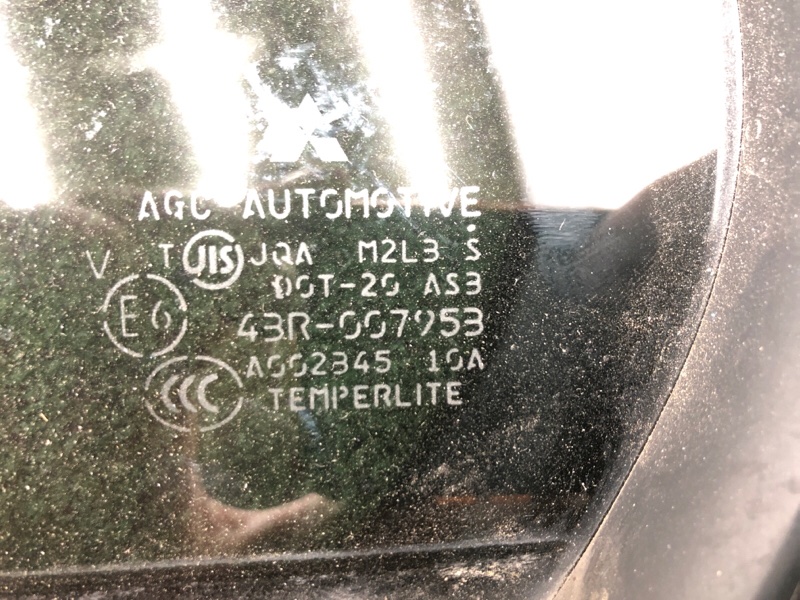 AGC AUTOMOTIVE
T JIS JQA M2L3 S
V DOT-20 AS3
E6 43R-007953
A002345 10A
CCC TEMPERLITE